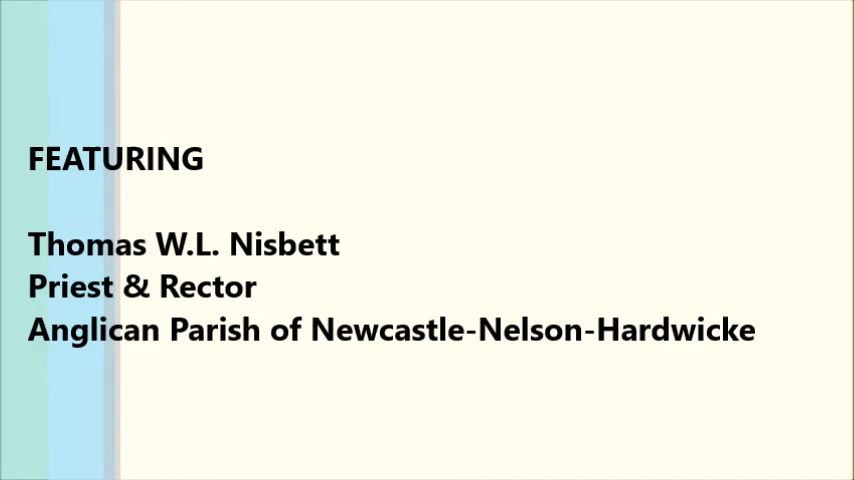 FEATURING
Thomas W.L. Nisbett
Priest & Rector
Anglican Parish of Newcastle-Nelson-Hardwicke